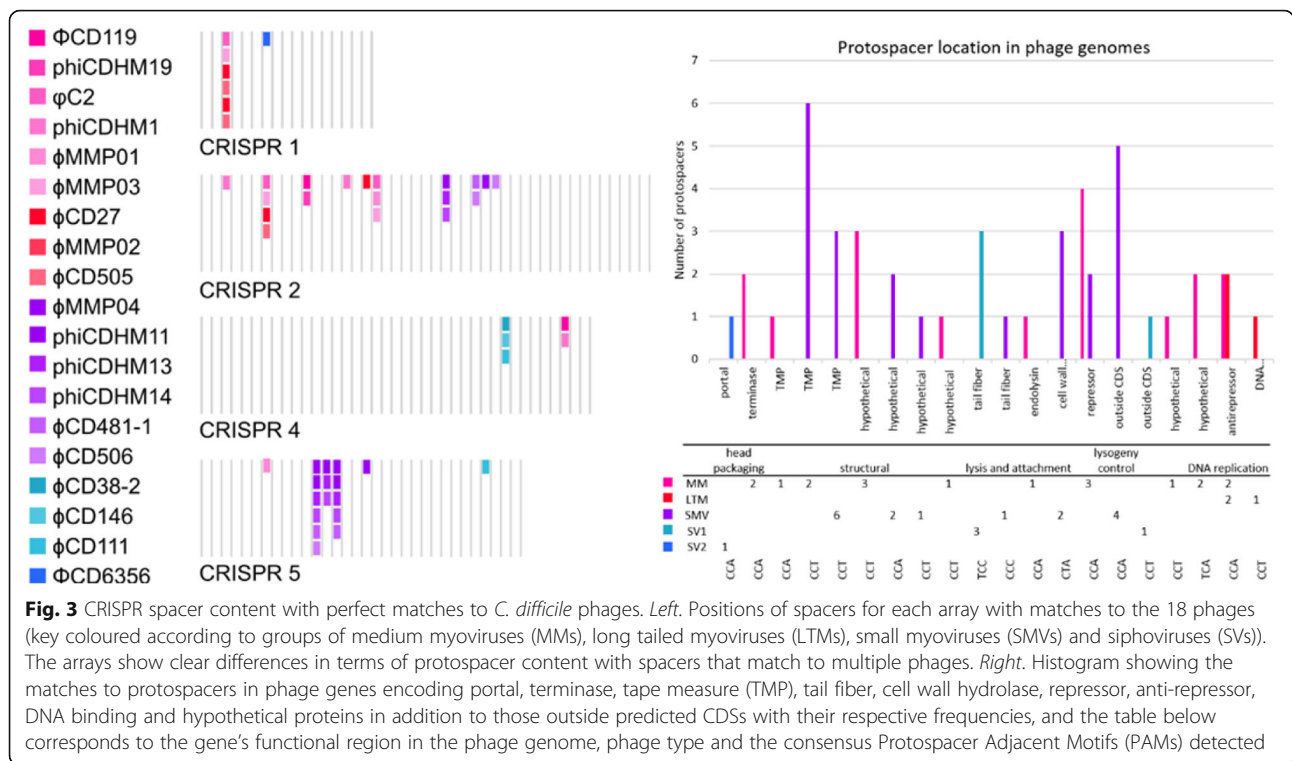 ΦCD119
phiCDHM19
φC2
phiCDHM1
ϕMMP01
ϕMMP03
ϕCD27
ϕMMP02
ϕCD505
ϕMMP04
phiCDHM11
phiCDHM13
phiCDHM14
ϕCD481-1
ϕCD506
ϕCD38-2
ϕCD146
ϕCD111
ΦCD6356
CRISPR 1
CRISPR 2
CRISPR 4
CRISPR 5
Protospacer location in phage genomes
Number of protospacers
7
6
5
4
3
2
1
0
portal
terminase
TMP
TMP
TMP
hypothetical
hypothetical
hypothetical
hypothetical
tail fiber
tail fiber
endolysin
cell wall...
repressor
outside CDS
outside CDS
hypothetical
hypothetical
antirepressor
DNA...
head packaging
structural
lysis and attachment
lysogeny control
DNA replication
MM 2 1 2 3 1 1 3 1 2 2
LTM 2 1
SMV 6 2 1 1 2 4
SV1 3 1
SV2 1
CCA CCA CCA CCT CCT CCT CCA CCT CCT TCC CCC CCA CTA CCA CCA CCT CCT TCA CCA CCT
Fig. 3 CRISPR spacer content with perfect matches to C. difficile phages. Left. Positions of spacers for each array with matches to the 18 phages
(key coloured according to groups of medium myoviruses (MMs), long tailed myoviruses (LTMs), small myoviruses (SMVs) and siphoviruses (SVs)).
The arrays show clear differences in terms of protospacer content with spacers that match to multiple phages. Right. Histogram showing the
matches to protospacers in phage genes encoding portal, terminase, tape measure (TMP), tail fiber, cell wall hydrolase, repressor, anti-repressor,
DNA binding and hypothetical proteins in addition to those outside predicted CDSs with their respective frequencies, and the table below
corresponds to the gene's functional region in the phage genome, phage type and the consensus Protospacer Adjacent Motifs (PAMs) detected